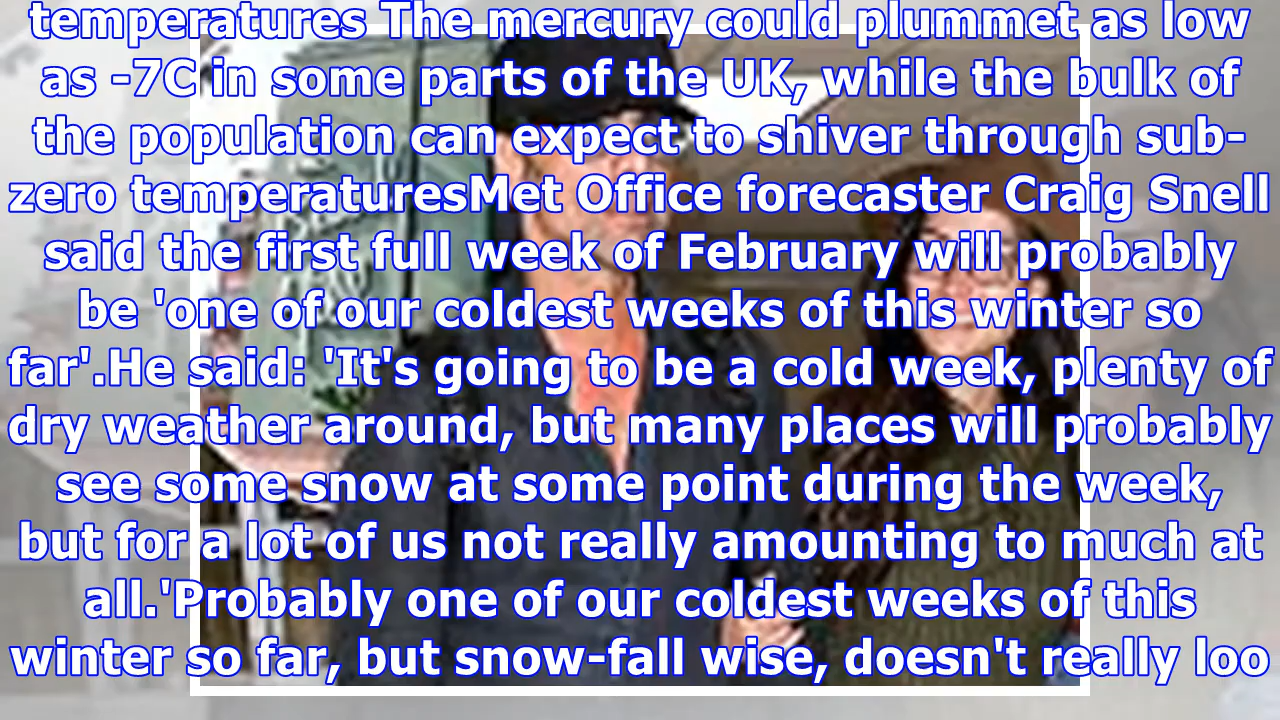 temperatures The mercury could plummet as low
as -7C in some parts of the UK, while the bulk of
the population can expect to shiver through sub-
zero temperaturesMet Office forecaster Craig Snell
said the first full week of February will probably
be 'one of our coldest weeks of this winter so
far'.He said: 'It's going to be a cold week, plenty of
dry weather around, but many places will probably
see some snow at some point during the week,
but for a lot of us not really amounting to much at
all.'Probably one of our coldest weeks of this
winter so far, but snow-fall wise, doesn't really loo